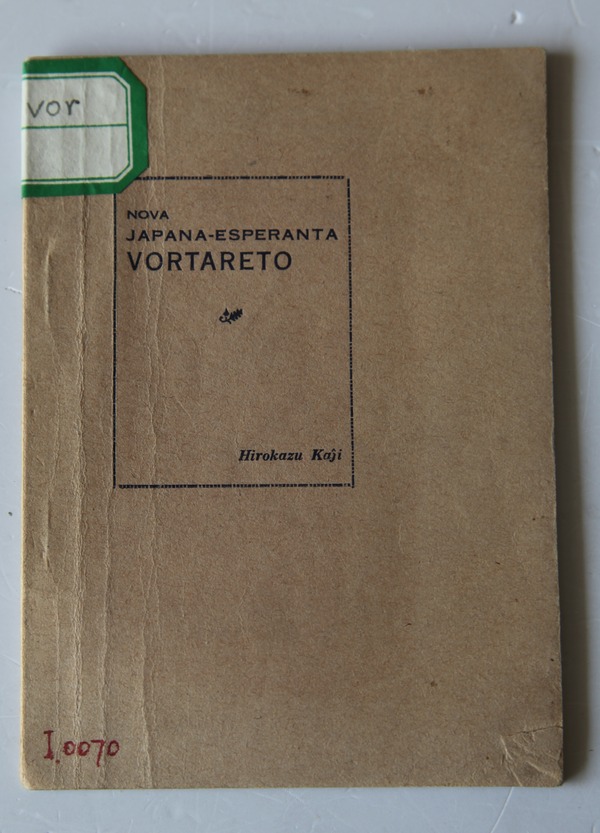 vor
NOVA
JAPANA-ESPERANTA
VORTARETO
Hirokazu Kaĵi
I.0070